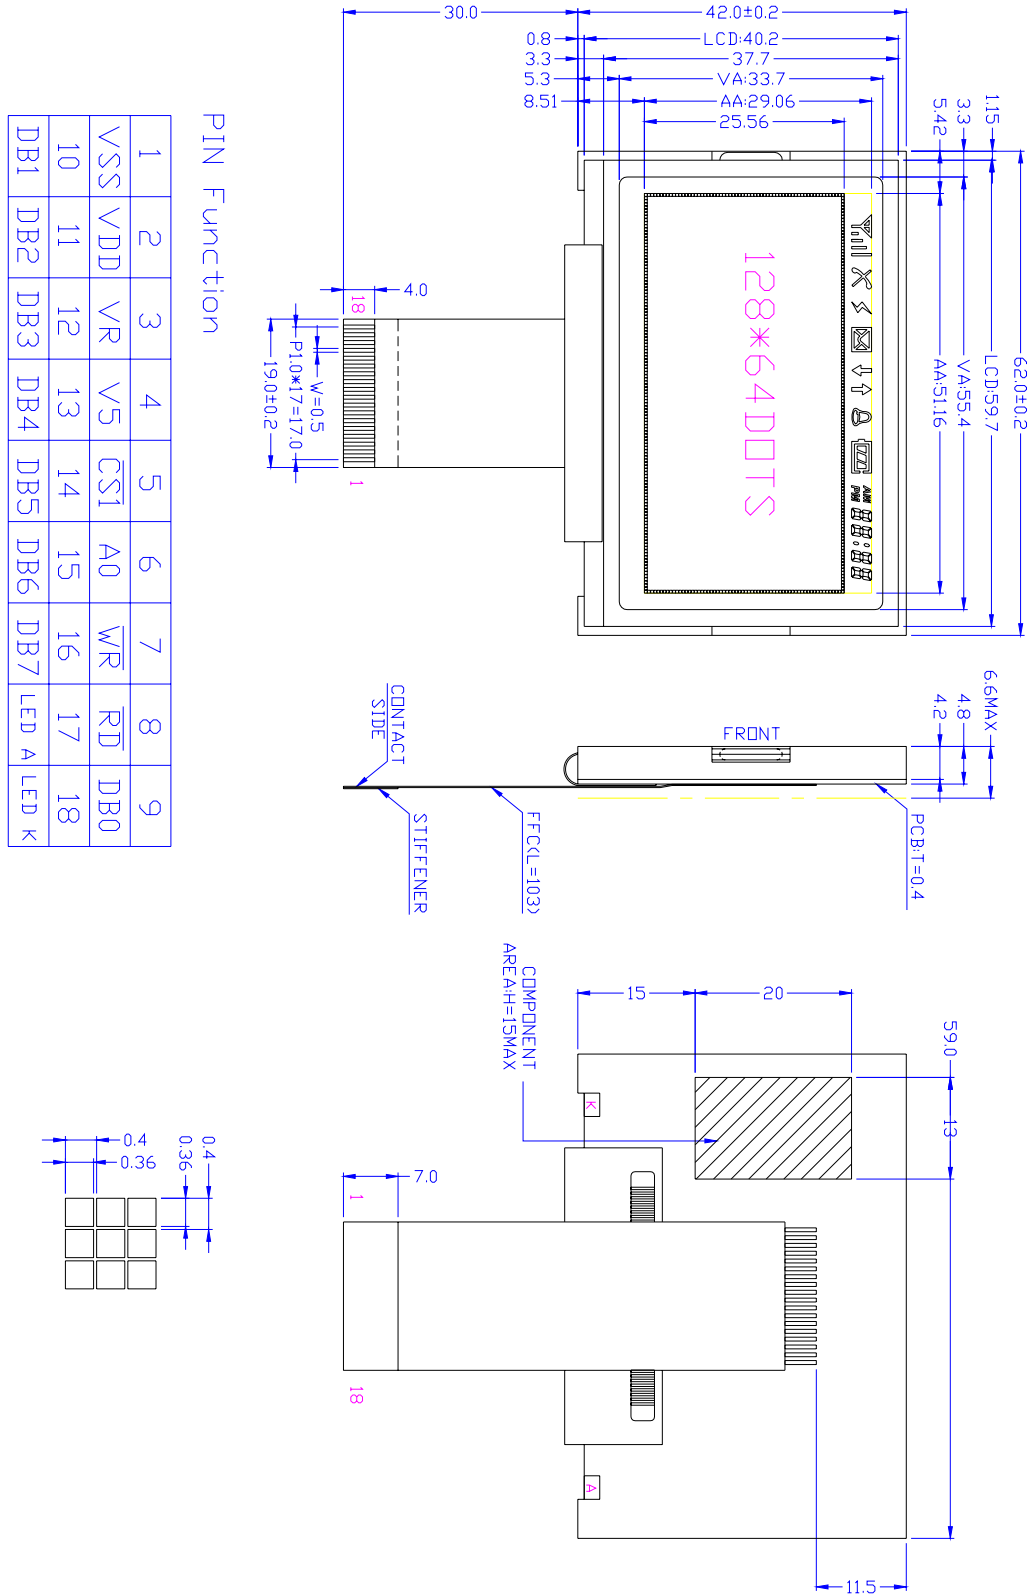 30.0
42.0±0.2
0.8
LCD:40.2
3.3
37.7
5.3
VA:33.7
8.51
AA:29.06
25.56
1.15
3.3
5.42
62.0±0.2
LCD:59.7
VA:55.4
AA:51.16
128*64DOTS
AM
PM
88:88
4.0
18
1
W=0.5
P1.0*17=17.0
19.0±0.2
6.6MAX
4.8
4.2
FRONT
CONTACT
SIDE
STIFFENER
FFC(L=103)
PCB:T=0.4
COMPONENT
AREA:H=15MAX
15
20
59.0
13
K
A
7.0
1
18
11.5
0.4
0.36
0.4
0.36
PIN Function
1 2 3 4 5 6 7 8 9
VSS VDD VR V5 C̅S̅1̅ A0 W̅R̅ R̅D̅ DB0
10 11 12 13 14 15 16 17 18
DB1 DB2 DB3 DB4 DB5 DB6 DB7 LED A LED K